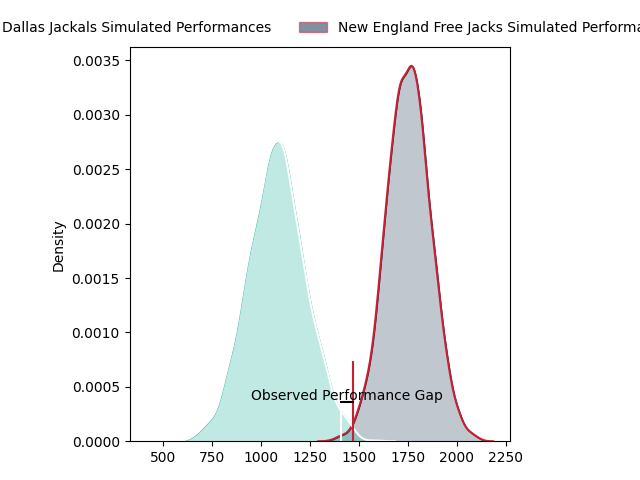 Dallas Jackals Simulated Performances
New England Free Jacks Simulated
Density
0.0035
0.0030
0.0025
0.0020
0.0015
0.0010
0.0005
0.0000
Observed Performance Gap
500 750 1000 1250 1500 1750 2000 2250